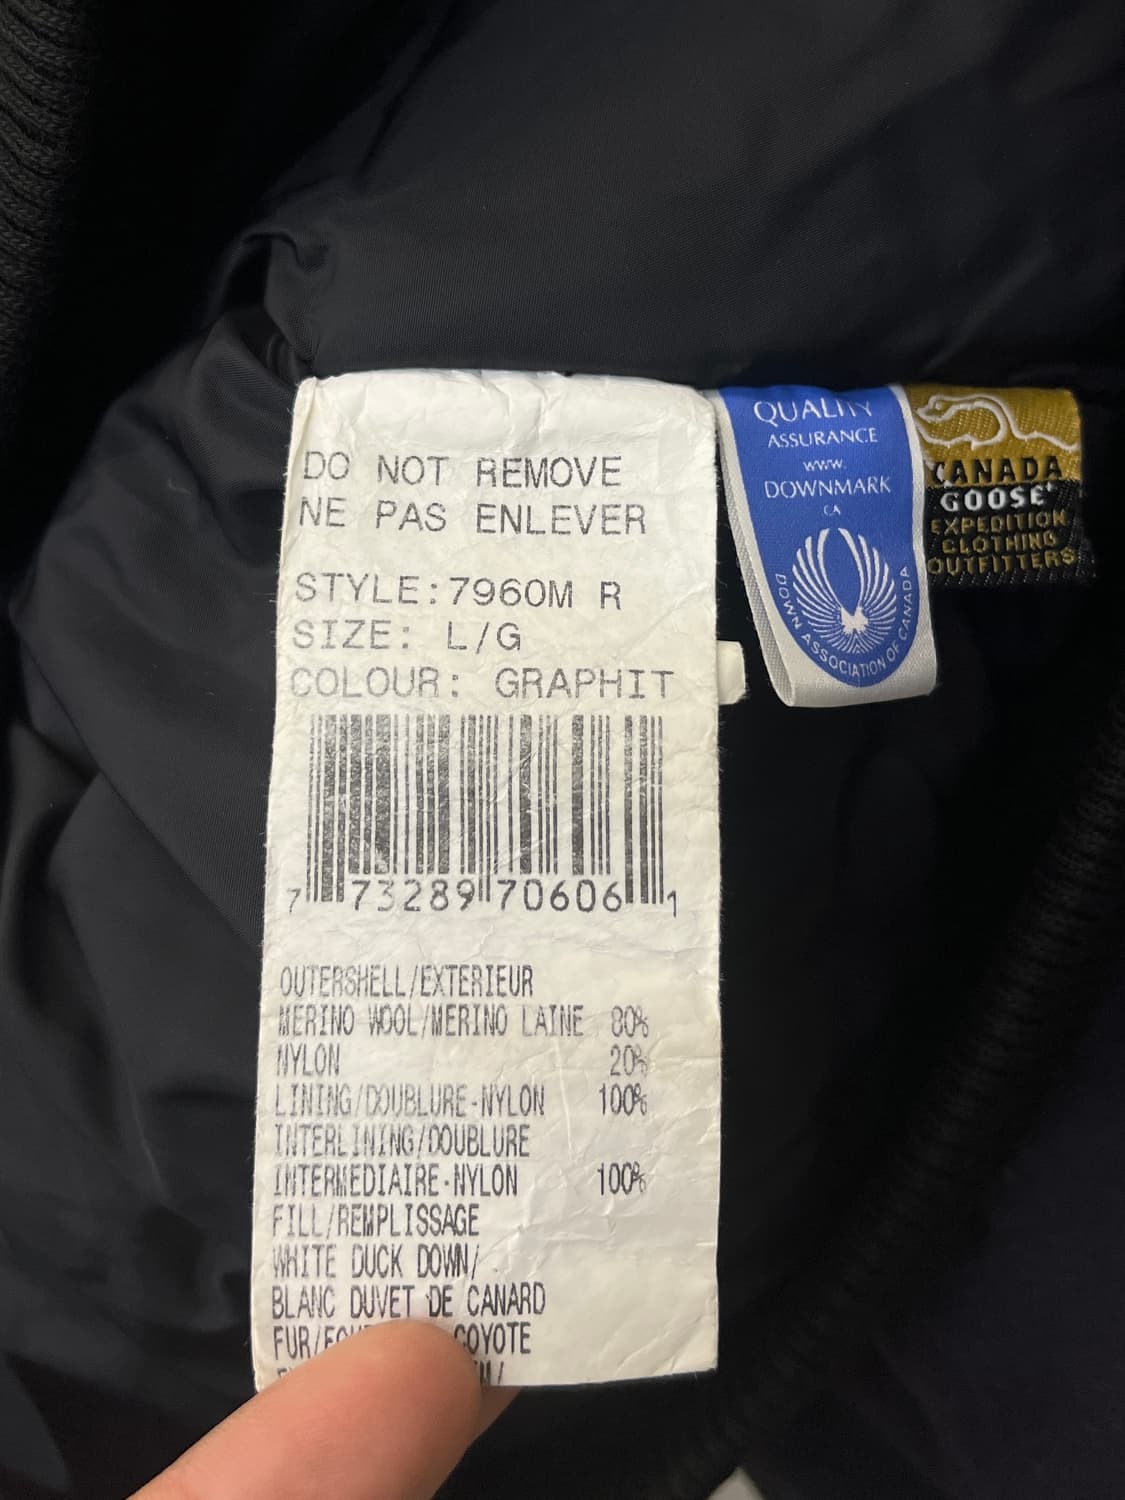 DO NOT REMOVE
NE PAS ENLEVER
STYLE:7960M R
SIZE: L/G
COLOUR: GRAPHIT
7 73289 70606 1
OUTERSHELL/EXTERIEUR
MERINO WOOL/MERINO LAINE 80%
NYLON 20%
LINING/DOUBLURE-NYLON 100%
INTERLINING/DOUBLURE
INTERMEDIAIRE-NYLON 100%
FILL/REMPLISSAGE
WHITE DUCK DOWN/
BLANC DUVET DE CANARD
FUR/ COYOTE
QUALITY
ASSURANCE
www.
DOWNMARK
CA
DOWN ASSOCIATION OF CANADA
CANADA
GOOSE
EXPEDITION
CLOTHING
OUTFITTERS